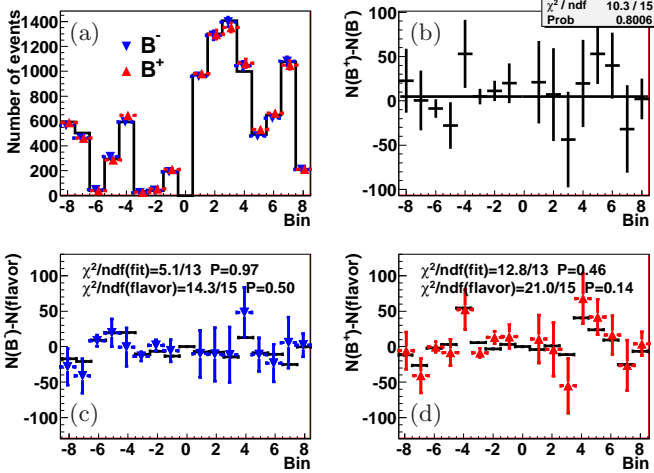 (a)
B-
B+
Number of events
1400
1200
1000
800
600
400
200
0
-8 -6 -4 -2 0 2 4 6 8
Bin
(b)
χ² / ndf 10.3 / 15
Prob 0.8006
N(B⁺)-N(B⁻)
100
50
0
-50
-100
-8 -6 -4 -2 0 2 4 6 8
Bin
χ²/ndf(fit)=5.1/13 P=0.97
χ²/ndf(flavor)=14.3/15 P=0.50
N(B⁻)-N(flavor)
100
50
0
-50
-100
(c)
-8 -6 -4 -2 0 2 4 6 8
Bin
χ²/ndf(fit)=12.8/13 P=0.46
χ²/ndf(flavor)=21.0/15 P=0.14
N(B⁺)-N(flavor)
100
50
0
-50
-100
(d)
-8 -6 -4 -2 0 2 4 6 8
Bin